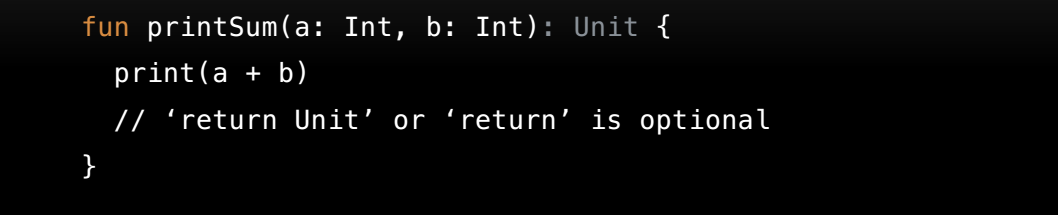 fun printSum(a: Int, b: Int): Unit {
print(a + b)
// ‘return Unit’ or ‘return’ is optional
}